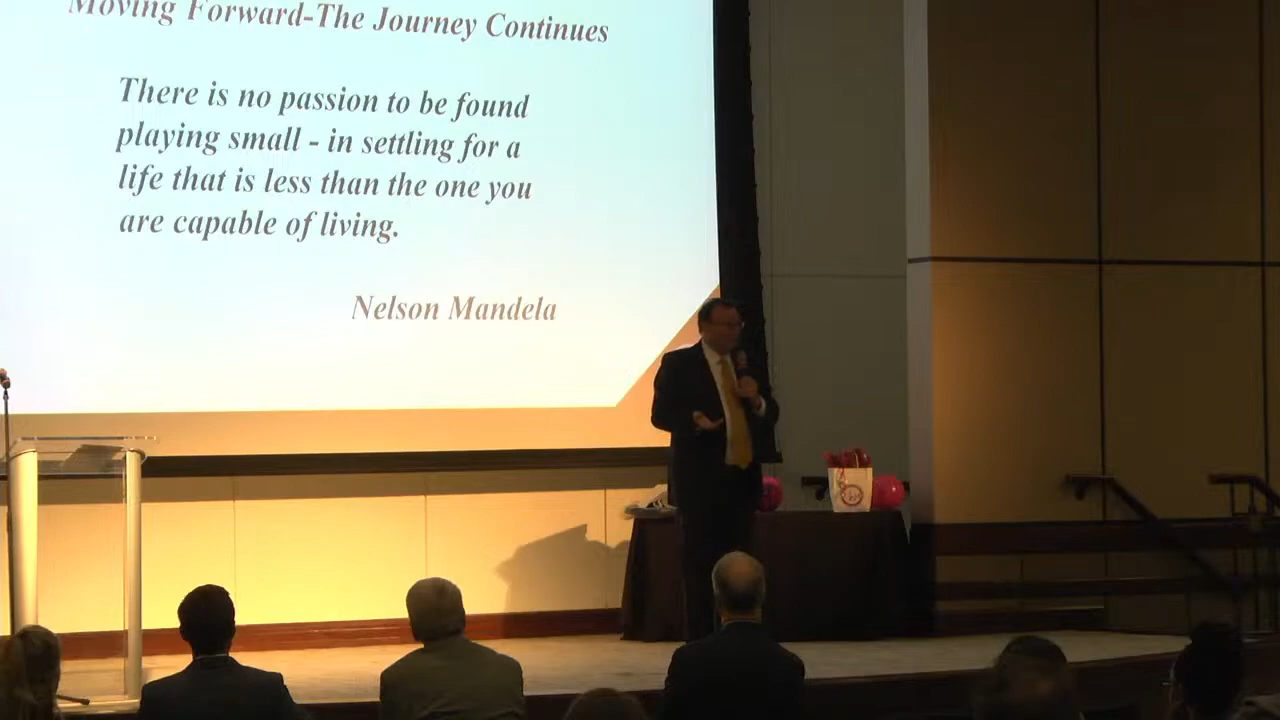 Moving Forward-The Journey Continues
There is no passion to be found
playing small - in settling for a
life that is less than the one you
are capable of living.
Nelson Mandela